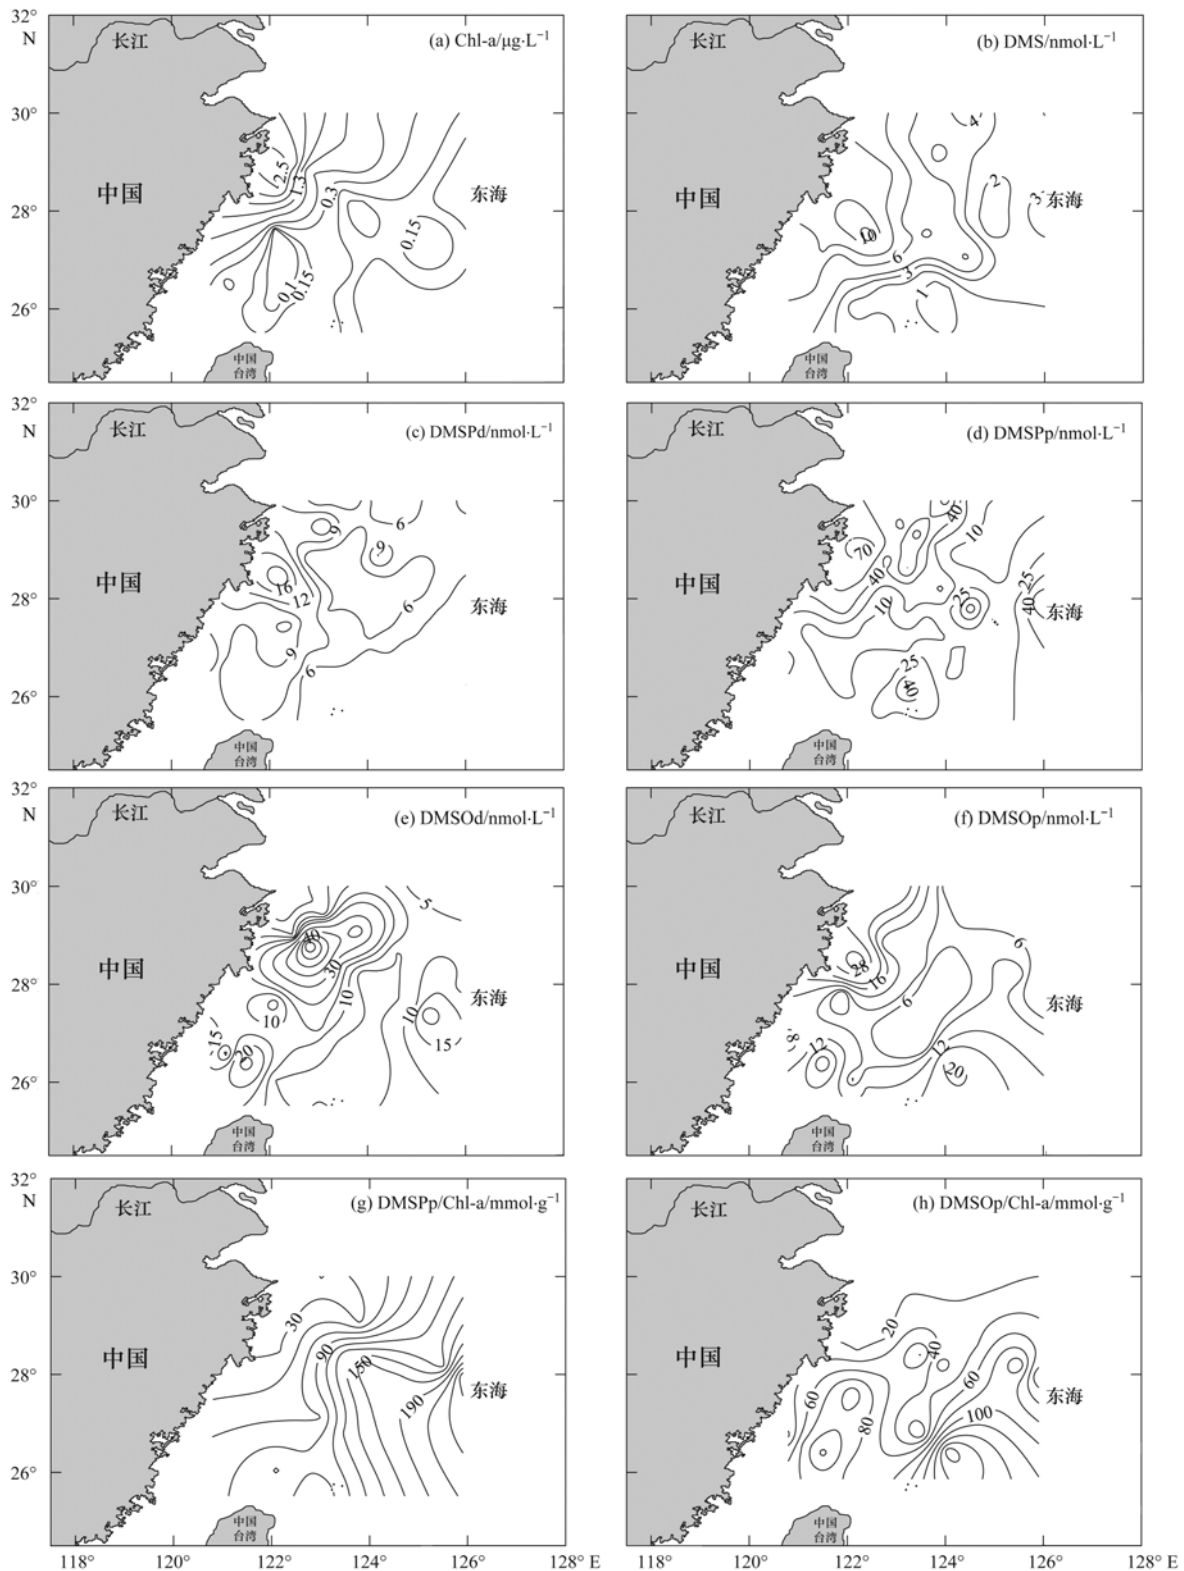 32°
N
长江
(a) Chl-a/μg·L⁻¹
长江
(b) DMS/nmol·L⁻¹
30°
4
中国
2.5
1.3
0.3
东海
中国
2
3
东海
28°
0.15
10
6
3
26°
0.1
0.15
1
中国
台湾
中国
台湾
32°
N
长江
(c) DMSPd/nmol·L⁻¹
长江
(d) DMSPp/nmol·L⁻¹
30°
9
6
40
10
中国
9
16
12
中国
70
40
25
28°
6
东海
10
25
40
东海
9
6
25
40
26°
中国
台湾
中国
台湾
32°
N
长江
(e) DMSOd/nmol·L⁻¹
长江
(f) DMSOp/nmol·L⁻¹
30°
5
中国
40
30
中国
28
16
6
28°
10
东海
6
东海
10
10
15
20
15
8
12
12
20
26°
中国
台湾
中国
台湾
32°
N
长江
(g) DMSPp/Chl-a/mmol·g⁻¹
长江
(h) DMSOp/Chl-a/mmol·g⁻¹
30°
30
20
中国
90
150
中国
40
28°
190
东海
60
60
80
100
东海
26°
中国
台湾
中国
台湾
118°
120°
122°
124°
126°
128° E
118°
120°
122°
124°
126°
128° E